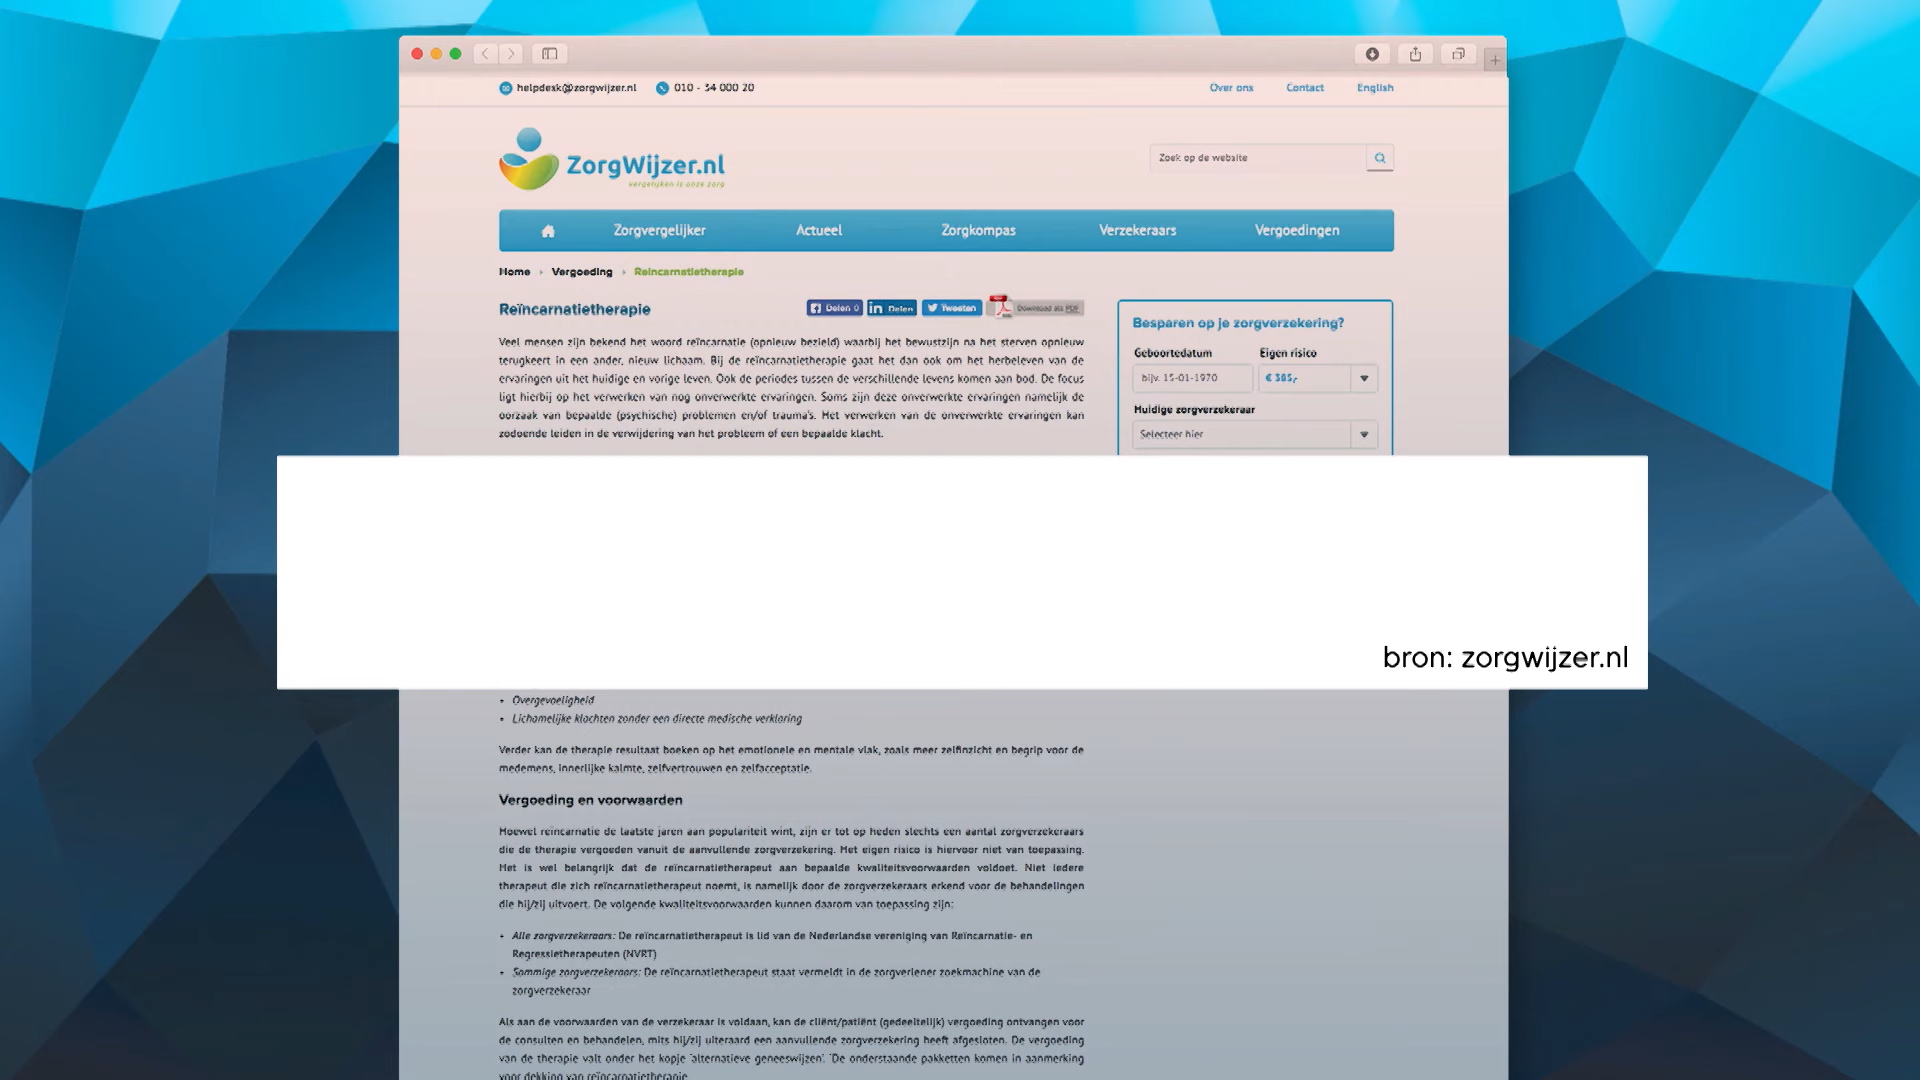 helpdesk@zorgwijzer.nl 010 - 34 000 20 Over ons Contact English
ZorgWijzer.nl
vergelijken is onze zorg
Zoek op de website
Zorgvergelijker Actueel Zorgkompas Verzekeraars Vergoedingen
Home › Vergoeding › Reïncarnatietherapie
Reïncarnatietherapie
Delen 0 Delen Tweeten Download als PDF
Veel mensen zijn bekend het woord reïncarnatie (opnieuw bezield) waarbij het bewustzijn na het sterven opnieuw
terugkeert in een ander, nieuw lichaam. Bij de reïncarnatietherapie gaat het dan ook om het herbeleven van de
ervaringen uit het huidige en vorige leven. Ook de periodes tussen de verschillende levens komen aan bod. De focus
ligt hierbij op het verwerken van nog onverwerkte ervaringen. Soms zijn deze onverwerkte ervaringen namelijk de
oorzaak van bepaalde (psychische) problemen en/of trauma's. Het verwerken van de onverwerkte ervaringen kan
zodoende leiden in de verwijdering van het probleem of een bepaalde klacht.
Besparen op je zorgverzekering?
Geboortedatum Eigen risico
bijv. 15-01-1970 € 385,-
Huidige zorgverzekeraar
Selecteer hier
bron: zorgwijzer.nl
• Overgevoeligheid
• Lichamelijke klachten zonder een directe medische verklaring
Verder kan de therapie resultaat boeken op het emotionele en mentale vlak, zoals meer zelfinzicht en begrip voor de
medemens, innerlijke kalmte, zelfvertrouwen en zelfacceptatie.
Vergoeding en voorwaarden
Hoewel reïncarnatie de laatste jaren aan populariteit wint, zijn er tot op heden slechts een aantal zorgverzekeraars
die de therapie vergoeden vanuit de aanvullende zorgverzekering. Het eigen risico is hiervoor niet van toepassing.
Het is wel belangrijk dat de reïncarnatietherapeut aan bepaalde kwaliteitsvoorwaarden voldoet. Niet iedere
therapeut die zich reïncarnatietherapeut noemt, is namelijk door de zorgverzekeraars erkend voor de behandelingen
die hij/zij uitvoert. De volgende kwaliteitsvoorwaarden kunnen daarom van toepassing zijn:
• Alle zorgverzekeraars: De reïncarnatietherapeut is lid van de Nederlandse vereniging van Reïncarnatie- en
Regressietherapeuten (NVRT)
• Sommige zorgverzekeraars: De reïncarnatietherapeut staat vermeld in de zorgverlener zoekmachine van de
zorgverzekeraar
Als aan de voorwaarden van de verzekeraar is voldaan, kan de cliënt/patiënt (gedeeltelijk) vergoeding ontvangen voor
de consulten en behandelen, mits hij/zij uiteraard een aanvullende zorgverzekering heeft afgesloten. De vergoeding
van de therapie valt onder het kopje 'alternatieve geneeswijzen'. 'De onderstaande pakketten komen in aanmerking
voor dekking van reïncarnatietherapie